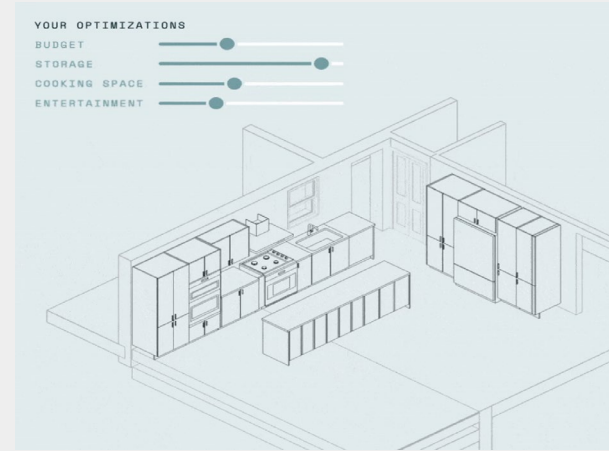 YOUR OPTIMIZATIONS
BUDGET
STORAGE
COOKING SPACE
ENTERTAINMENT